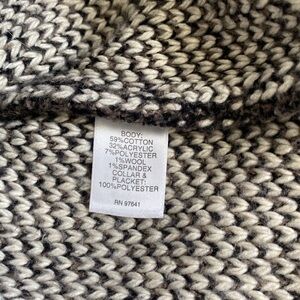 BODY:
59%COTTON
32%ACRYLIC
7%POLYESTER
1%WOOL
1%SPANDEX
COLLAR &
PLACKET:
100%POLYESTER
RN 97641